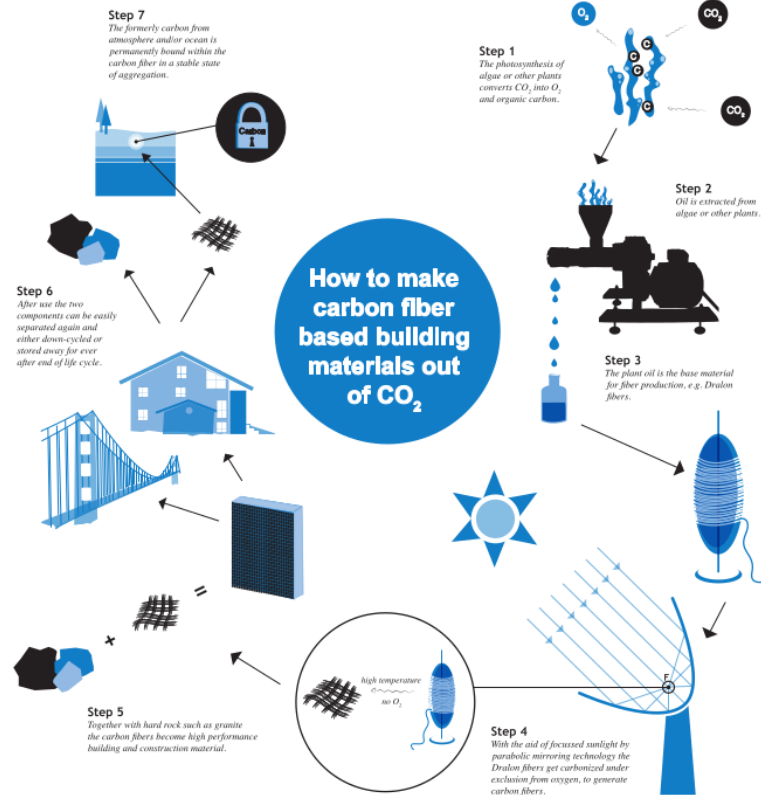 Step 7
The formerly carbon from
atmosphere and/or ocean is
permanently bound within the
carbon fiber in a stable state
of aggregation.
Carbon
O₂
CO₂
C
C
C
C
CO₂
Step 1
The photosynthesis of
algae or other plants
converts CO₂ into O₂
and organic carbon.
Step 2
Oil is extracted from
algae or other plants.
How to make
carbon fiber
based building
materials out
of CO₂
Step 6
After use the two
components can be easily
separated again and
either down-cycled or
stored away for ever
after end of life cycle.
Step 3
The plant oil is the base material
for fiber production, e.g. Dralon
fibers.
+
=
high temperature
no O₂
F
Step 5
Together with hard rock such as granite
the carbon fibers become high performance
building and construction material.
Step 4
With the aid of focussed sunlight by
parabolic mirroring technology the
Dralon fibers get carbonized under
exclusion from oxygen, to generate
carbon fibers.